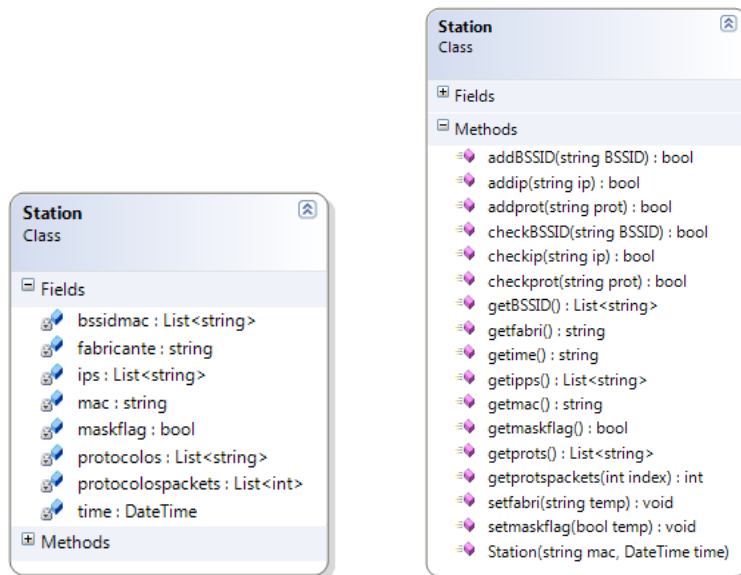 Station
Class
Fields
bssidmac : List<string>
fabricante : string
ips : List<string>
mac : string
maskflag : bool
protocolos : List<string>
protocolospackets : List<int>
time : DateTime
Methods
Station
Class
Fields
Methods
addBSSID(string BSSID) : bool
addip(string ip) : bool
addprot(string prot) : bool
checkBSSID(string BSSID) : bool
checkip(string ip) : bool
checkprot(string prot) : bool
getBSSID() : List<string>
getfabri() : string
getime() : string
getipps() : List<string>
getmac() : string
getmaskflag() : bool
getprots() : List<string>
getprotspackets(int index) : int
setfabri(string temp) : void
setmaskflag(bool temp) : void
Station(string mac, DateTime time)